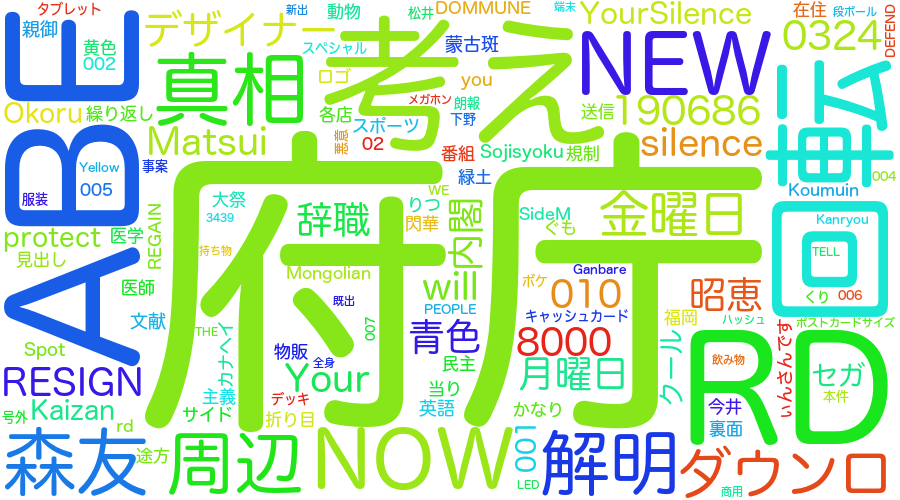 タブレット
親御
黄色
002
ABE
Okoru
繰り返し
デザイナー
新出
動物
松井
スペシャル
ロゴ
真相
各店
考え
DOMMUNE
端末
蒙古斑
you
メガホン
朗報
下野
スポーツ
悪意
02
番組
YourSilence
在住
段ボール
DEFEND
0324
NEW
送信
190686
silence
Matsui
Sojisyoku
規制
緑土
転
004
Koumuin
Yellow
005
事案
服装
大祭
3439
WE
りつ
閃華
SideM
ぐも
金曜日
回
Kanryou
TELL
くり
006
protect
医学
見出し
REGAIN
持ち物
辞職
内閣
府
庁
Mongolian
will
Ganbare
ボケ
010
昭恵
医師
既出
007
PEOPLE
キャッシュカード
福岡
ハッシュ
ポストカードサイズ
文献
THE
カナヘイ
物販
全身
青色
8000
Spot
Your
民主
月曜日
クール
RD
飲み物
ぃんさんです
セガ
本件
RESIGN
主義
デッキ
当り
英語
かなり
今井
裏面
号外
Kaizan
rd
サイド
折り目
森友
途方
周辺
NOW
001
LED
解明
ダウンロ
商用